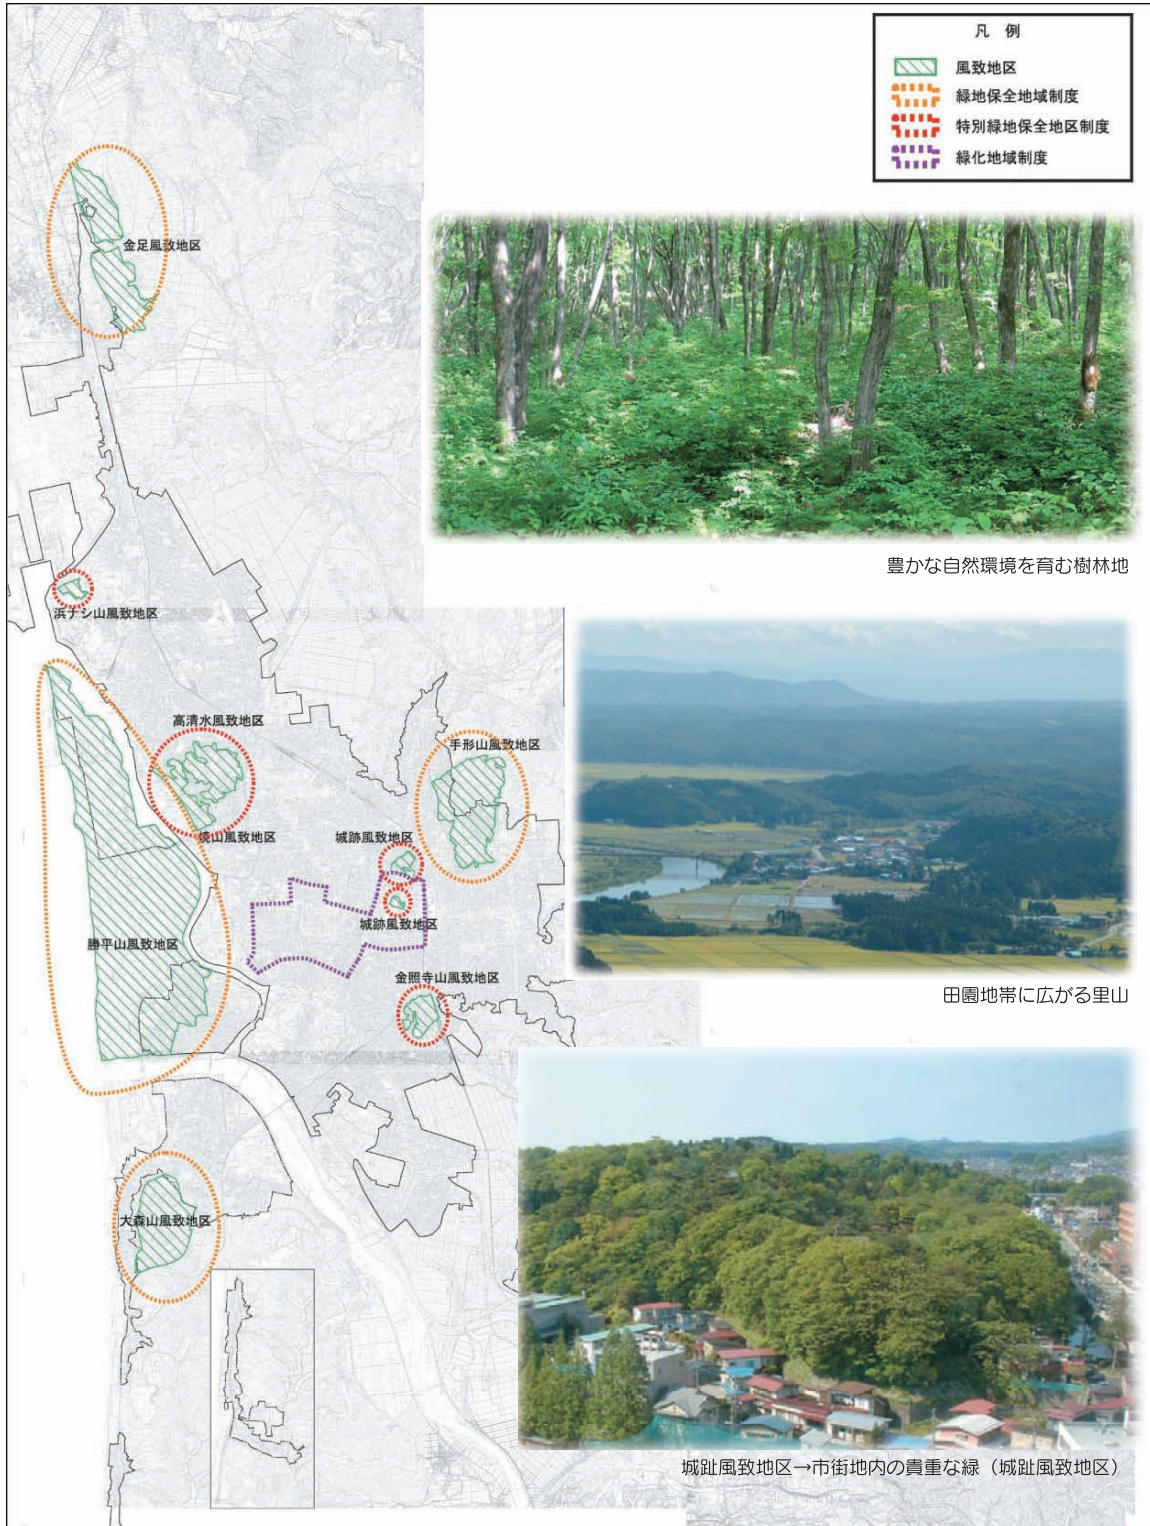 凡 例
風致地区
緑地保全地域制度
特別緑地保全地区制度
緑化地域制度
金足風致地区
豊かな自然環境を育む樹林地
浜ナシ山風致地区
高清水風致地区
手形山風致地区
焼山風致地区
城跡風致地区
城跡風致地区
勝平山風致地区
金照寺山風致地区
田園地帯に広がる里山
大森山風致地区
城趾風致地区→市街地内の貴重な緑（城趾風致地区）